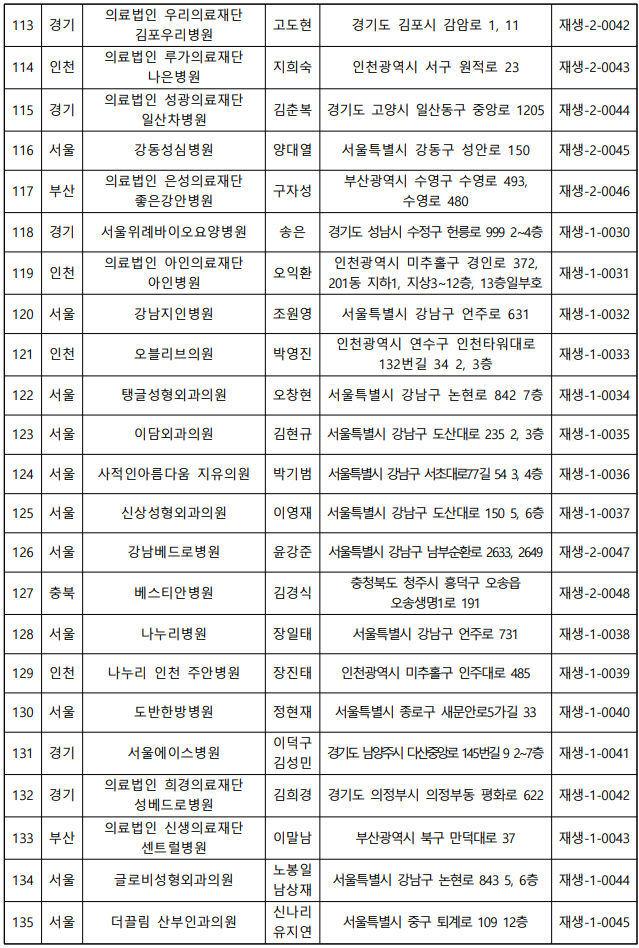 113 경기 의료법인 우리의료재단 김포우리병원 고도현 경기도 김포시 감암로 1, 11 재생-2-0042
114 인천 의료법인 루가의료재단 나은병원 지희숙 인천광역시 서구 원적로 23 재생-2-0043
115 경기 의료법인 성광의료재단 일산차병원 김춘복 경기도 고양시 일산동구 중앙로 1205 재생-2-0044
116 서울 강동성심병원 양대열 서울특별시 강동구 성안로 150 재생-2-0045
117 부산 의료법인 은성의료재단 좋은강안병원 구자성 부산광역시 수영구 수영로 493, 수영로 480 재생-2-0046
118 경기 서울위례바이오요양병원 송은 경기도 성남시 수정구 헌릉로 999 2~4층 재생-1-0030
119 인천 의료법인 아인의료재단 아인병원 오익환 인천광역시 미추홀구 경인로 372, 201동 지하1, 지상3~12층, 13층일부호 재생-1-0031
120 서울 강남지인병원 조원영 서울특별시 강남구 언주로 631 재생-1-0032
121 인천 오블리브의원 박영진 인천광역시 연수구 인천타워대로 132번길 34 2, 3층 재생-1-0033
122 서울 탱글성형외과의원 오창현 서울특별시 강남구 논현로 842 7층 재생-1-0034
123 서울 이담외과의원 김현규 서울특별시 강남구 도산대로 235 2, 3층 재생-1-0035
124 서울 사적인아름다움 지유의원 박기범 서울특별시 강남구 서초대로77길 54 3, 4층 재생-1-0036
125 서울 신상성형외과의원 이영재 서울특별시 강남구 도산대로 150 5, 6층 재생-1-0037
126 서울 강남베드로병원 윤강준 서울특별시 강남구 남부순환로 2633, 2649 재생-2-0047
127 충북 베스티안병원 김경식 충청북도 청주시 흥덕구 오송읍 오송생명1로 191 재생-2-0048
128 서울 나누리병원 장일태 서울특별시 강남구 언주로 731 재생-1-0038
129 인천 나누리 인천 주안병원 장진태 인천광역시 미추홀구 인주대로 485 재생-1-0039
130 서울 도반한방병원 정현재 서울특별시 종로구 새문안로5가길 33 재생-1-0040
131 경기 서울에이스병원 이덕구 김성민 경기도 남양주시 다산중앙로 145번길 9 2~7층 재생-1-0041
132 경기 의료법인 희경의료재단 성베드로병원 김희경 경기도 의정부시 의정부동 평화로 622 재생-1-0042
133 부산 의료법인 신생의료재단 센트럴병원 이말남 부산광역시 북구 만덕대로 37 재생-1-0043
134 서울 글로비성형외과의원 노봉일 남상재 서울특별시 강남구 논현로 843 5, 6층 재생-1-0044
135 서울 더끌림 산부인과의원 신나리 유지연 서울특별시 중구 퇴계로 109 12층 재생-1-0045